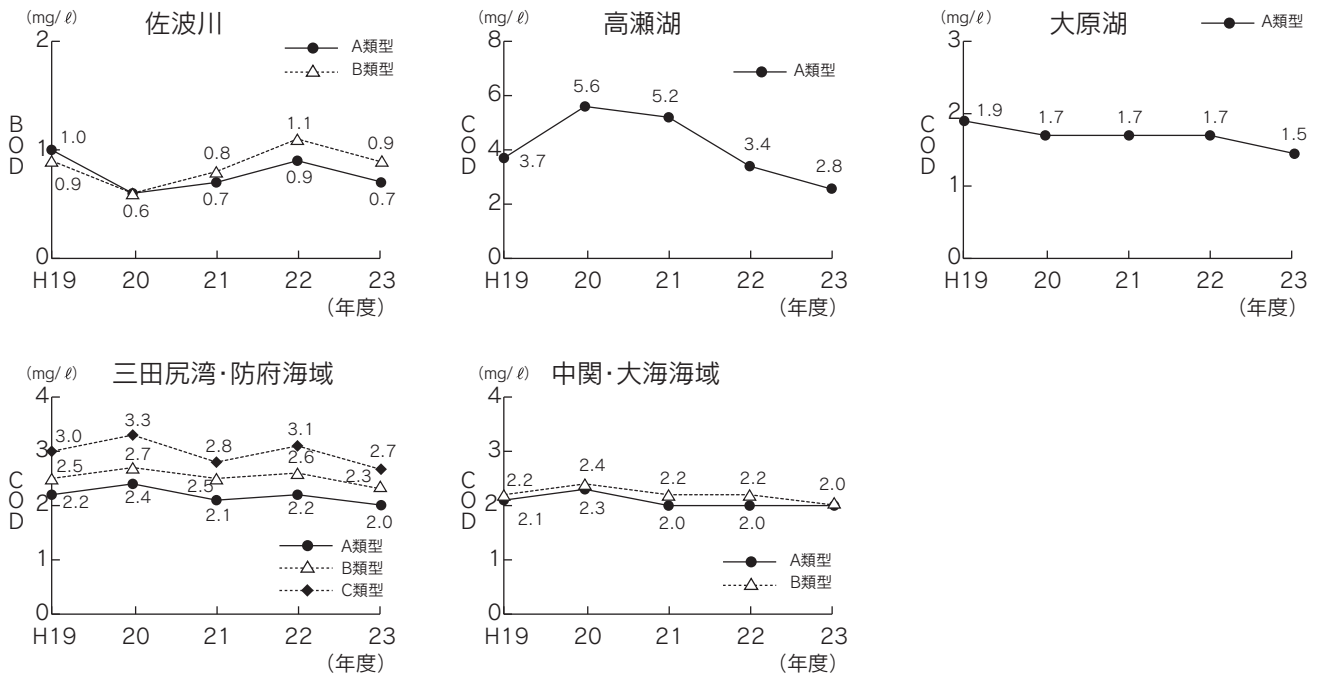 (mg/ℓ)
佐波川
2
1
0
BOD
A類型
B類型
1.0
0.9
0.6
0.8
0.7
1.1
0.9
0.9
0.7
H19 20 21 22 23
(年度)
(mg/ℓ)
高瀬湖
8
6
4
2
0
COD
A類型
3.7
5.6
5.2
3.4
2.8
H19 20 21 22 23
(年度)
(mg/ℓ)
大原湖
3
2
1
0
COD
A類型
1.9
1.7
1.7
1.7
1.5
H19 20 21 22 23
(年度)
(mg/ℓ)
三田尻湾・防府海域
4
3
2
1
0
COD
3.0
3.3
2.8
3.1
2.7
2.5
2.7
2.5
2.6
2.3
2.2
2.4
2.1
2.2
2.0
A類型
B類型
C類型
H19 20 21 22 23
(年度)
(mg/ℓ)
中関・大海海域
4
3
2
1
0
COD
2.2
2.4
2.2
2.2
2.0
2.1
2.3
2.0
2.0
A類型
B類型
H19 20 21 22 23
(年度)